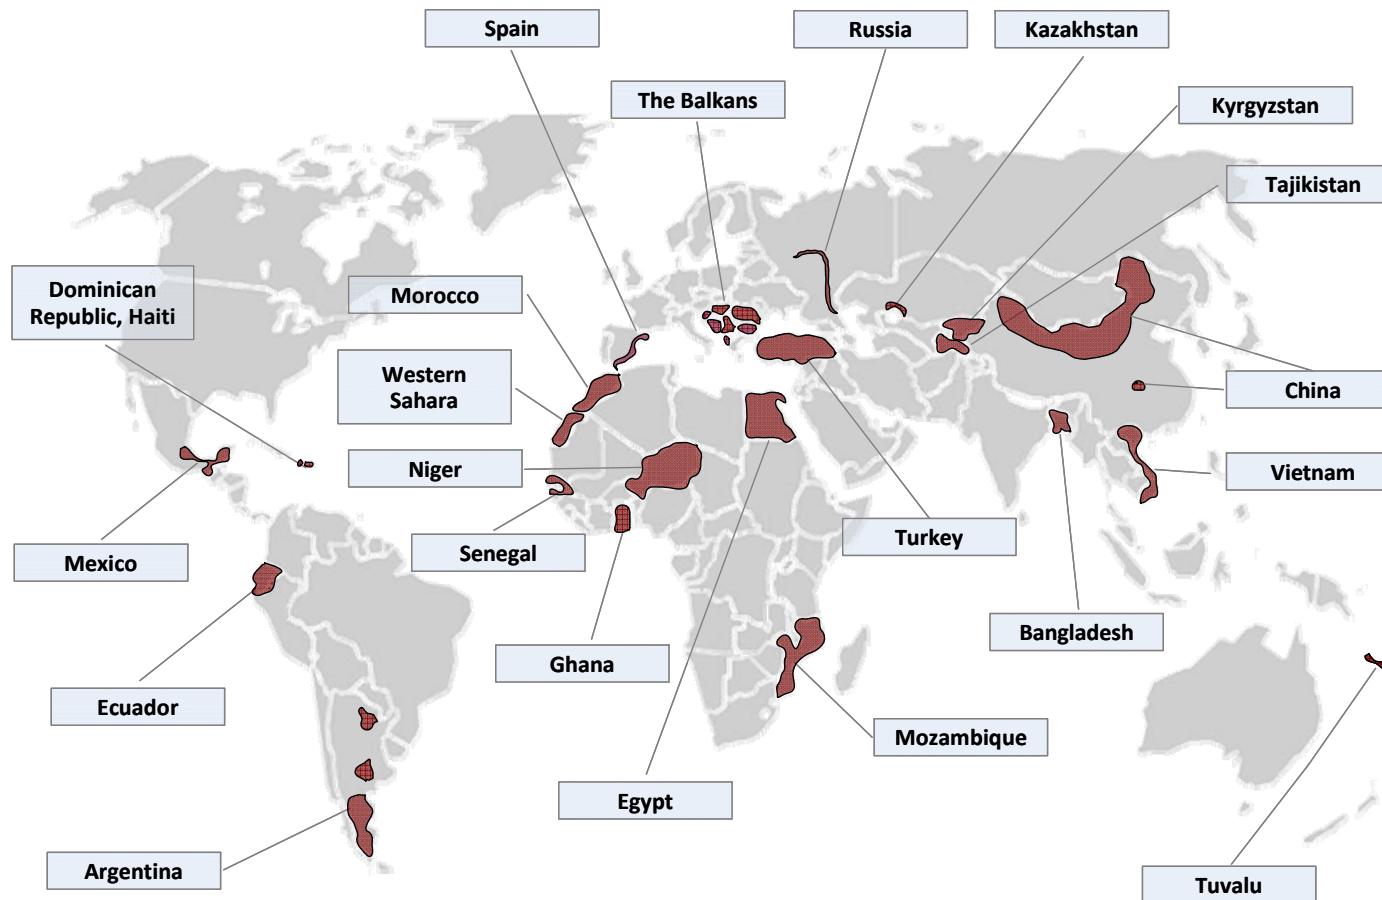 Spain
Russia
Kazakhstan
The Balkans
Kyrgyzstan
Tajikistan
Dominican
Republic, Haiti
Morocco
Western
Sahara
China
Niger
Vietnam
Senegal
Turkey
Mexico
Bangladesh
Ghana
Ecuador
Mozambique
Egypt
Argentina
Tuvalu